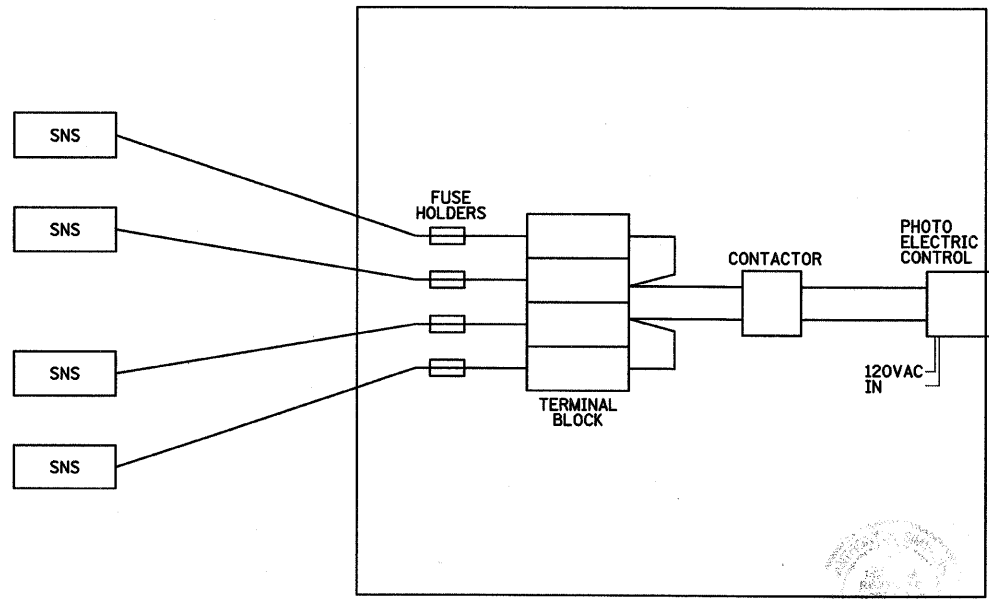 SNS
SNS
SNS
SNS
FUSE
HOLDERS
TERMINAL
BLOCK
CONTACTOR
PHOTO
ELECTRIC
CONTROL
120VAC
IN